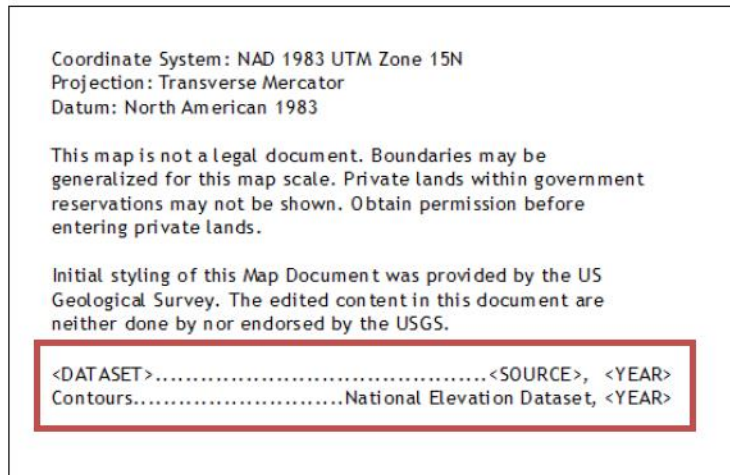 Coordinate System: NAD 1983 UTM Zone 15N
Projection: Transverse Mercator
Datum: North American 1983
This map is not a legal document. Boundaries may be
generalized for this map scale. Private lands within government
reservations may not be shown. Obtain permission before
entering private lands.
Initial styling of this Map Document was provided by the US
Geological Survey. The edited content in this document are
neither done by nor endorsed by the USGS.
<DATASET>.............................................<SOURCE>, <YEAR>
Contours............................National Elevation Dataset, <YEAR>